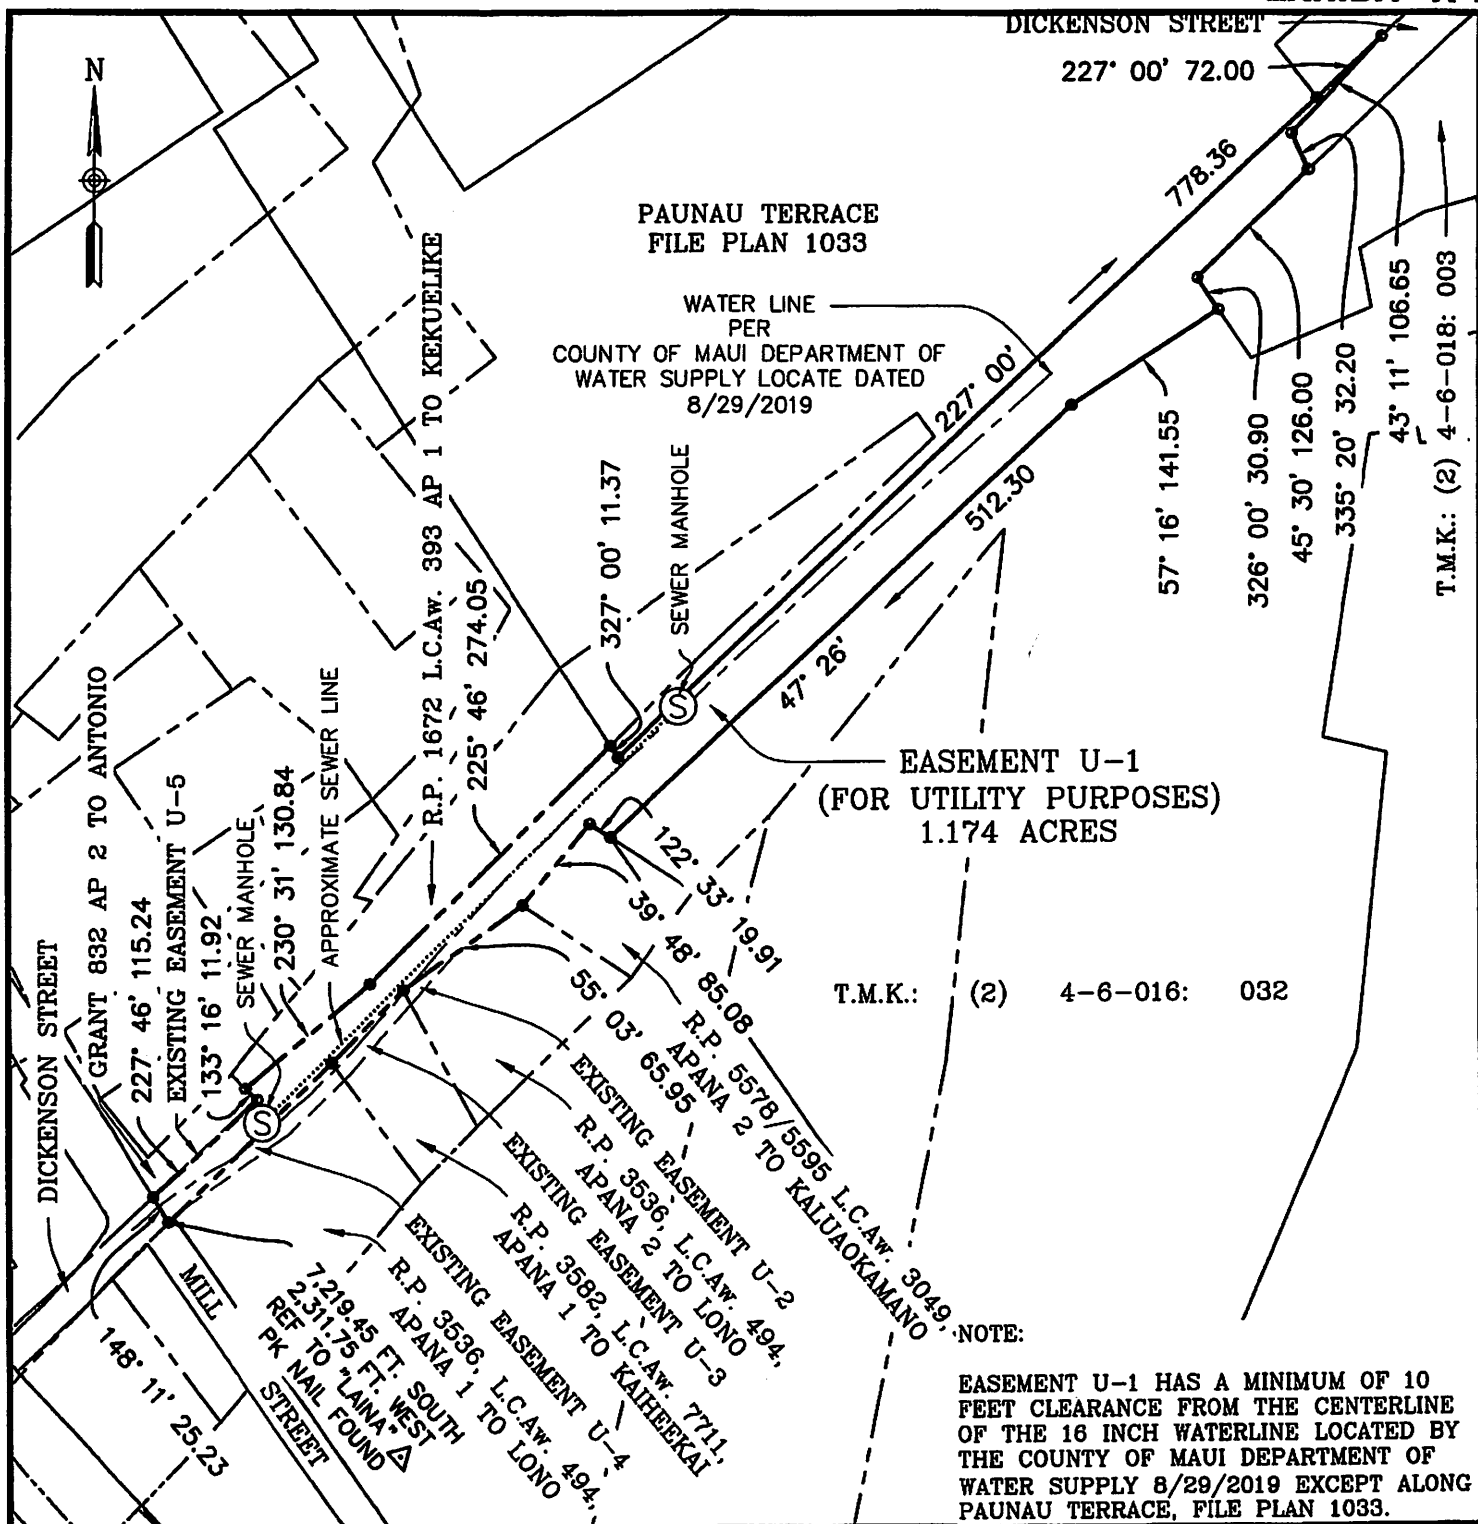 DICKENSON STREET
227° 00' 72.00
N
778.36
PAUNAU TERRACE
FILE PLAN 1033
WATER LINE
PER
COUNTY OF MAUI DEPARTMENT OF
WATER SUPPLY LOCATE DATED
8/29/2019
227° 00'
512.30
47° 26'
57° 16' 141.55
326° 00' 30.90
45° 30' 126.00
335° 20' 32.20
43° 11' 106.65
T.M.K.: (2) 4-6-018: 003
R.P. 1672 L.C.Aw. 393 AP 1 TO KEKUELIKE
225° 46' 274.05
327° 00' 11.37
SEWER MANHOLE
S
EASEMENT U-1
(FOR UTILITY PURPOSES)
1.174 ACRES
DICKENSON STREET
GRANT 832 AP 2 TO ANTONIO
227° 46' 115.24
EXISTING EASEMENT U-5
133° 16' 11.92
SEWER MANHOLE
230° 31' 130.84
APPROXIMATE SEWER LINE
S
122° 33' 19.91
39° 48' 85.08
55° 03' 65.95
T.M.K.: (2) 4-6-016: 032
R.P. 5578/5595 L.C.Aw. 3049,
APANA 2 TO KALUAOKAMANO
EXISTING EASEMENT U-2
R.P. 3536, L.C.Aw. 494,
APANA 2 TO LONO
EXISTING EASEMENT U-3
R.P. 3582, L.C.Aw. 7711,
APANA 1 TO KAIHEEKAI
EXISTING EASEMENT U-4
R.P. 3536, L.C.Aw. 494,
APANA 1 TO LONO
7,219.45 FT. SOUTH
2,311.75 FT. WEST
REF TO "LAINA"
PK NAIL FOUND
MILL
STREET
148° 11' 25.23
NOTE:
EASEMENT U-1 HAS A MINIMUM OF 10
FEET CLEARANCE FROM THE CENTERLINE
OF THE 16 INCH WATERLINE LOCATED BY
THE COUNTY OF MAUI DEPARTMENT OF
WATER SUPPLY 8/29/2019 EXCEPT ALONG
PAUNAU TERRACE, FILE PLAN 1033.